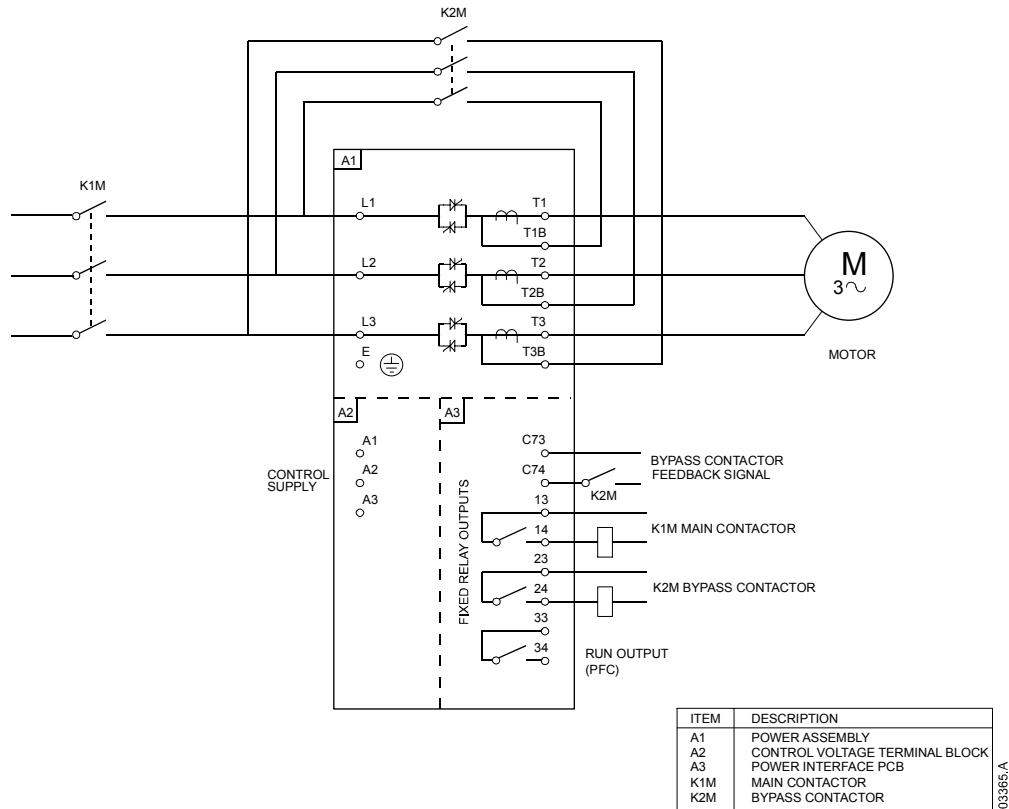 K2M
A1
K1M
L1
T1
T1B
L2
T2
T2B
L3
T3
T3B
E
M
3~
MOTOR
A2
A3
A1
A2
A3
CONTROL
SUPPLY
FIXED RELAY OUTPUTS
C73
C74
K2M
BYPASS CONTACTOR
FEEDBACK SIGNAL
13
14
K1M MAIN CONTACTOR
23
24
K2M BYPASS CONTACTOR
33
34
RUN OUTPUT
(PFC)
ITEM DESCRIPTION
A1 POWER ASSEMBLY
A2 CONTROL VOLTAGE TERMINAL BLOCK
A3 POWER INTERFACE PCB
K1M MAIN CONTACTOR
K2M BYPASS CONTACTOR
03365.A